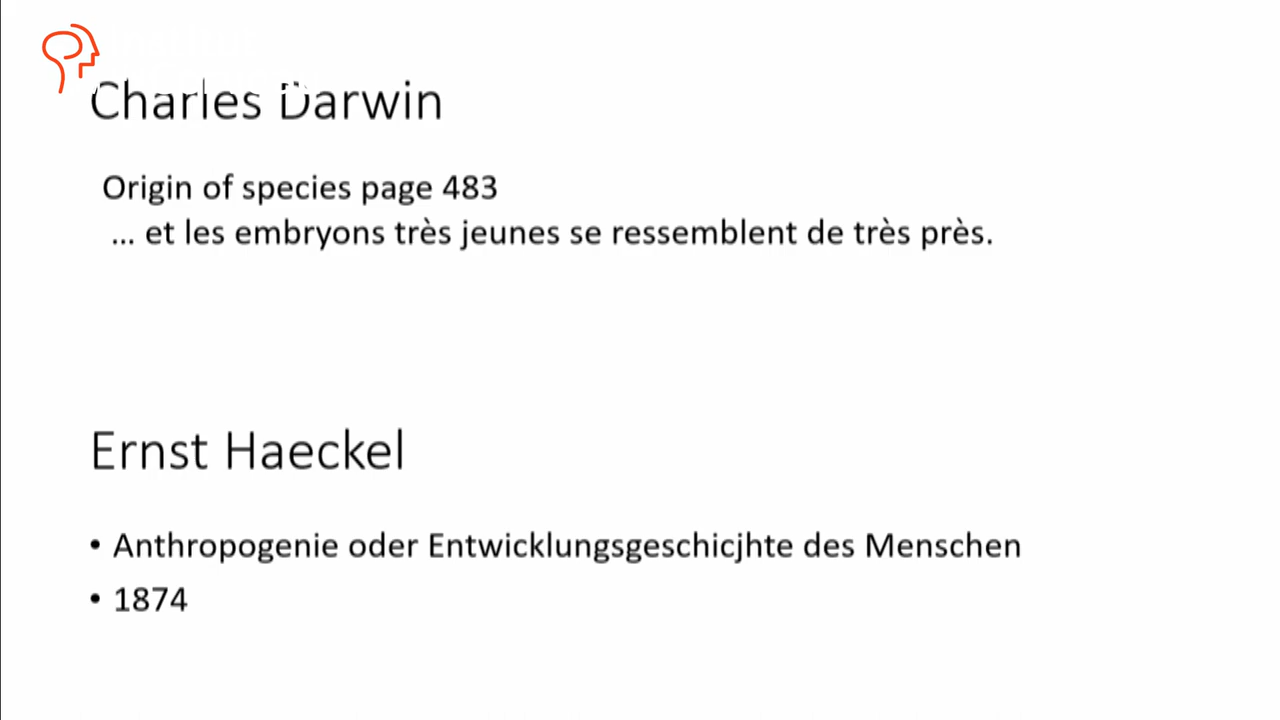 Charles Darwin
Origin of species page 483
... et les embryons très jeunes se ressemblent de très près.
Ernst Haeckel
• Anthropogenie oder Entwicklungsgeschicjhte des Menschen
• 1874